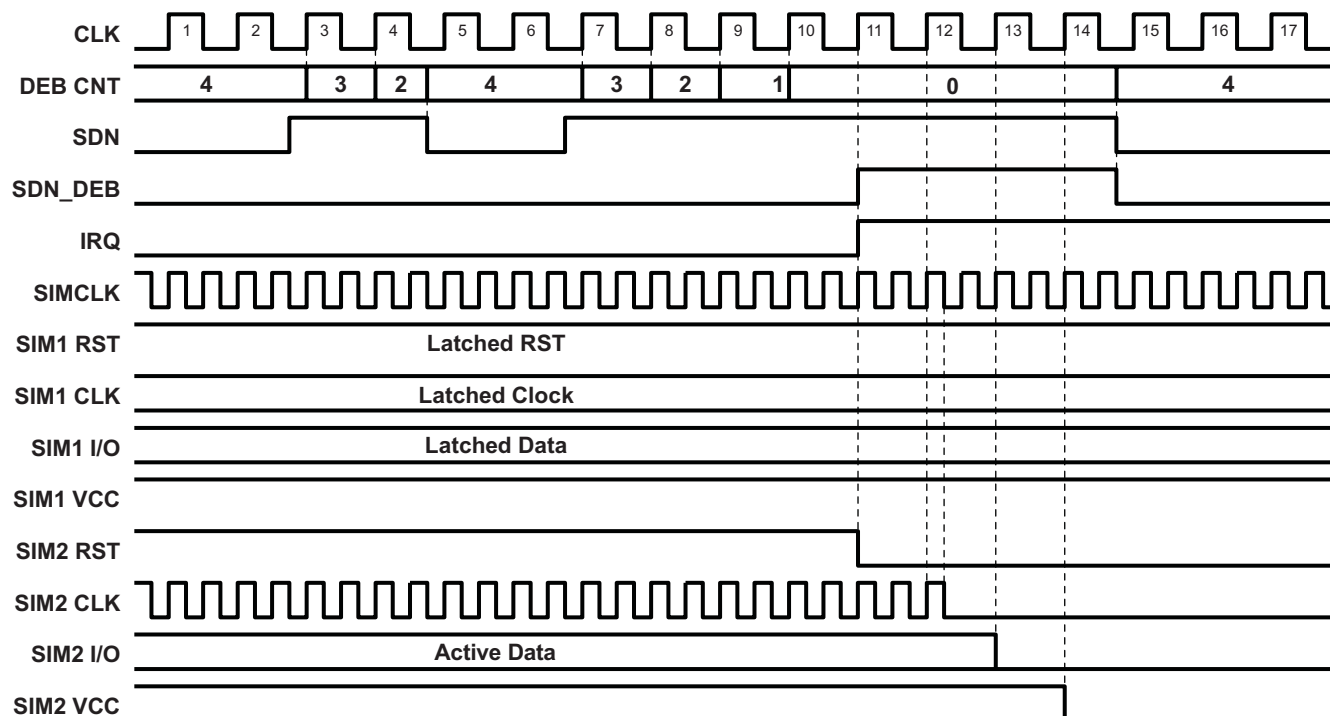 CLK 1 2 3 4 5 6 7 8 9 10 11 12 13 14 15 16 17
DEB CNT 4 3 2 4 3 2 1 0 4
SDN
SDN_DEB
IRQ
SIMCLK
SIM1 RST Latched RST
SIM1 CLK Latched Clock
SIM1 I/O Latched Data
SIM1 VCC
SIM2 RST
SIM2 CLK
SIM2 I/O Active Data
SIM2 VCC